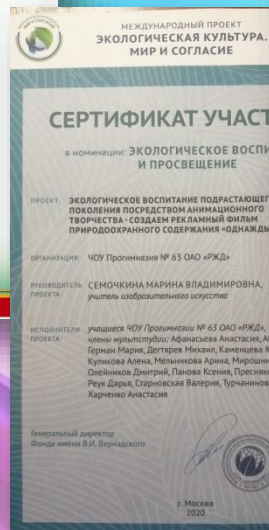 МЕЖДУНАРОДНЫЙ ПРОЕКТ
ЭКОЛОГИЧЕСКАЯ КУЛЬТУРА.
МИР И СОГЛАСИЕ
СЕРТИФИКАТ УЧАСТ
в номинации: ЭКОЛОГИЧЕСКОЕ ВОСПИ
И ПРОСВЕЩЕНИЕ
ПРОЕКТ: ЭКОЛОГИЧЕСКОЕ ВОСПИТАНИЕ ПОДРАСТАЮЩЕГ
ПОКОЛЕНИЯ ПОСРЕДСТВОМ АНИМАЦИОННОГО
ТВОРЧЕСТВА - СОЗДАЕМ РЕКЛАМНЫЙ ФИЛЬМ
ПРИРОДООХРАННОГО СОДЕРЖАНИЯ «ОДНАЖДЫ
ОРГАНИЗАЦИЯ: ЧОУ Прогимназия № 63 ОАО «РЖД»
РУКОВОДИТЕЛЬ ПРОЕКТА: СЕМОЧКИНА МАРИНА ВЛАДИМИРОВНА,
учитель изобразительного искусства
ИСПОЛНИТЕЛИ ПРОЕКТА: учащиеся ЧОУ Прогимназии № 63 ОАО «РЖД»,
члены мультстудии: Афанасьева Анастасия, А
Герман Мария, Дегтярев Михаил, Каменцева К
Куликова Алена, Мельникова Арина, Мирошни
Олейников Дмитрий, Панова Ксения, Преснякo
Реук Дарья, Старновская Валерия, Турчанинов
Харченко Анастасия
Генеральный директор
Фонда имени В.И. Вернадского
г. Москва
2020